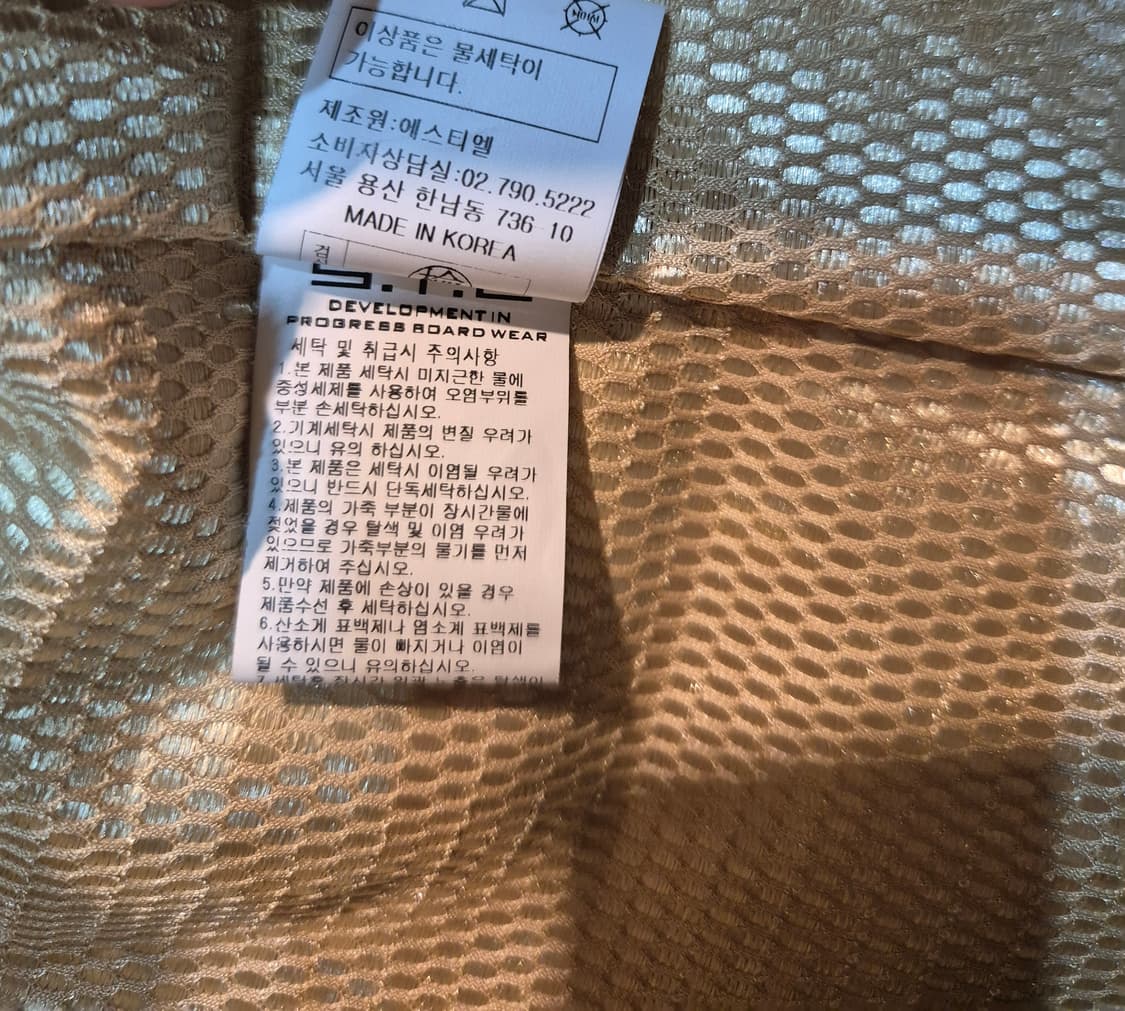 이상품은 물세탁이
가능합니다.
제조원:에스티엘
소비자상담실:02.790.5222
서울 용산 한남동 736-10
MADE IN KOREA
DEVELOPMENT IN
PROGRESS BOARD WEAR
세탁 및 취급시 주의사항
1.본 제품 세탁시 미지근한 물에
중성세제를 사용하여 오염부위를
부분 손세탁하십시오.
2.기계세탁시 제품의 변질 우려가
있으니 유의 하십시오.
3.본 제품은 세탁시 이염될 우려가
있으니 반드시 단독세탁하십시오.
4.제품의 가죽 부분이 장시간물에
젖었을 경우 탈색 및 이염 우려가
있으므로 가죽부분의 물기를 먼저
제거하여 주십시오.
5.만약 제품에 손상이 있을 경우
제품수선 후 세탁하십시오.
6.산소계 표백제나 염소계 표백제를
사용하시면 물이 빠지거나 이염이
될 수 있으니 유의하십시오.